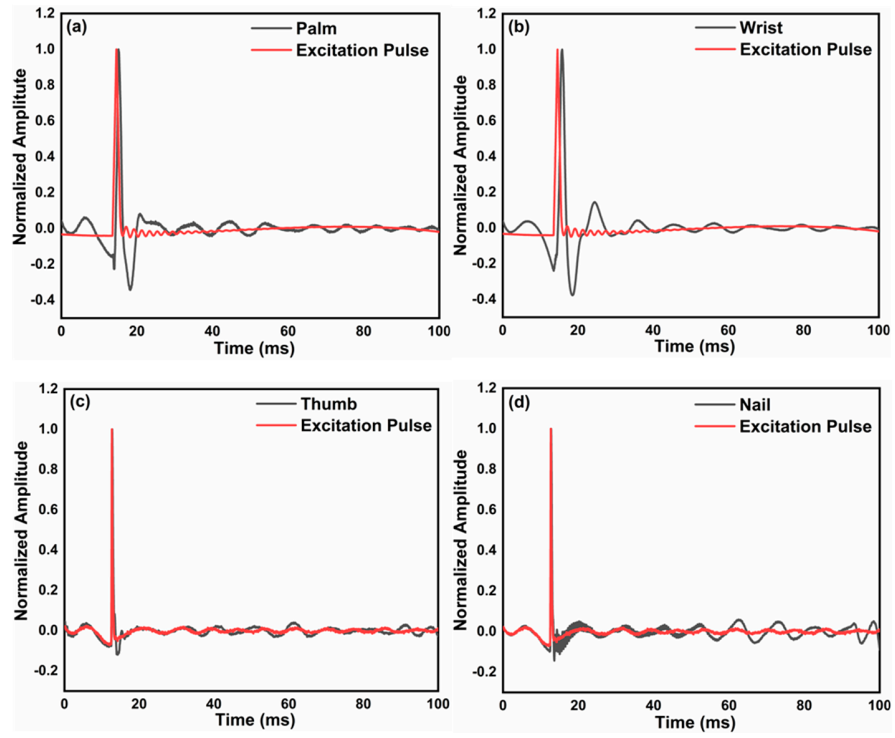 (a)
Palm
Excitation Pulse
Normalized Amplitute
1.2
1.0
0.8
0.6
0.4
0.2
0.0
-0.2
-0.4
0 20 40 60 80 100
Time (ms)
(b)
Wrist
Excitation Pulse
Normalized Amplitude
1.2
1.0
0.8
0.6
0.4
0.2
0.0
-0.2
-0.4
0 20 40 60 80 100
Time (ms)
(c)
Thumb
Excitation Pulse
Normalized Amplitude
1.2
1.0
0.8
0.6
0.4
0.2
0.0
-0.2
0 20 40 60 80 100
Time (ms)
(d)
Nail
Excitation Pulse
Normalized Amplitude
1.2
1.0
0.8
0.6
0.4
0.2
0.0
-0.2
0 20 40 60 80 100
Time (ms)